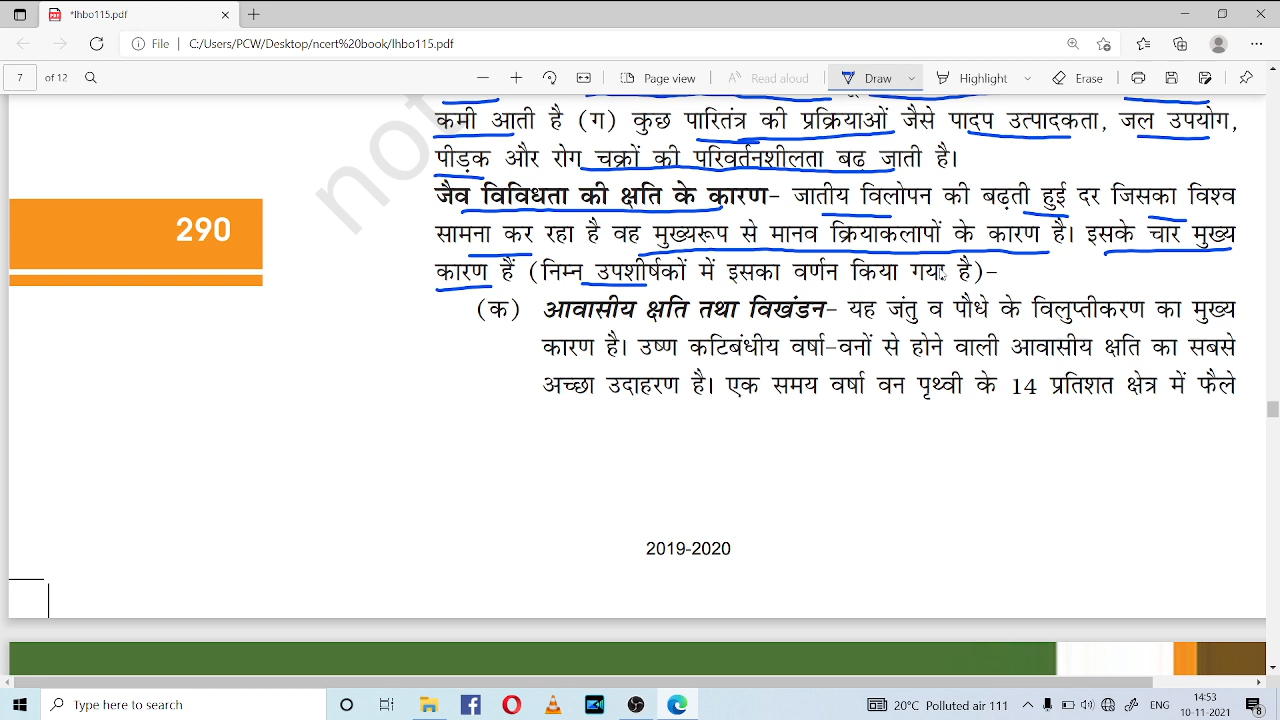 *lhbo115.pdf
File | C:/Users/PCW/Desktop/ncert%20book/lhbo115.pdf
7 of 12 Page view Read aloud Draw Highlight Erase
कमी आती है (ग) कुछ पारितंत्र की प्रक्रियाओं जैसे पादप उत्पादकता, जल उपयोग,
पीड़क और रोग चक्रों की परिवर्तनशीलता बढ़ जाती है।
जैव विविधता की क्षति के कारण- जातीय विलोपन की बढ़ती हुई दर जिसका विश्व
290
सामना कर रहा है वह मुख्यरूप से मानव क्रियाकलापों के कारण है। इसके चार मुख्य
कारण हैं (निम्न उपशीर्षकों में इसका वर्णन किया गया है)-
(क) आवासीय क्षति तथा विखंडन- यह जंतु व पौधे के विलुप्तीकरण का मुख्य
कारण है। उष्ण कटिबंधीय वर्षा-वनों से होने वाली आवासीय क्षति का सबसे
अच्छा उदाहरण है। एक समय वर्षा वन पृथ्वी के 14 प्रतिशत क्षेत्र में फैले
not
2019-2020
Type here to search 20°C Polluted air 111 ENG 14:53
10-11-2021 8